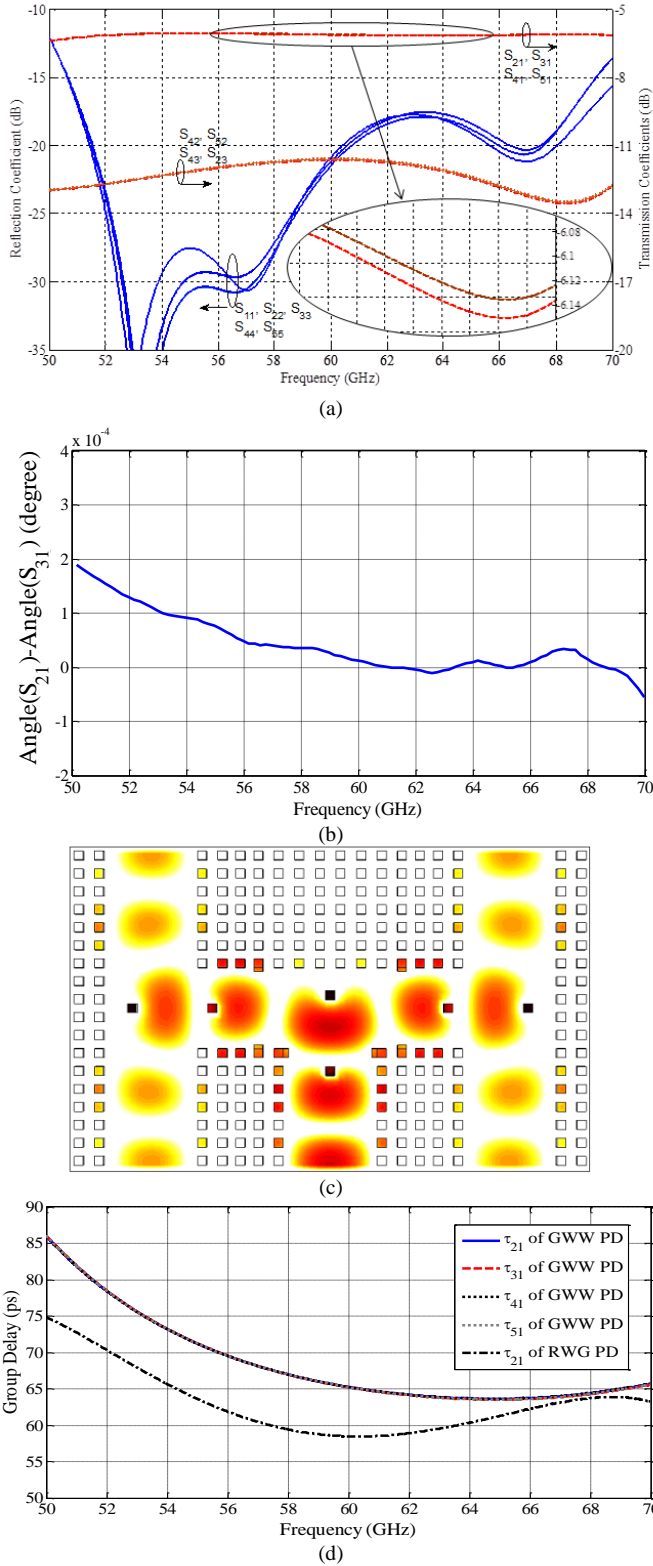 -10
-15
-20
-25
-30
-35
Reflection Coefficient (dB)
-5
-8
-11
-14
-17
-20
Transmission Coefficients (dB)
S21, S31
S41, S51
S42, S52
S43, S23
S11, S22, S33
S44, S55
-6.08
-6.1
-6.12
-6.14
50 52 54 56 58 60 62 64 66 68 70
Frequency (GHz)
(a)
x 10-4
4
3
2
1
0
-1
-2
Angle(S21)-Angle(S31) (degree)
50 52 54 56 58 60 62 64 66 68 70
Frequency (GHz)
(b)
(c)
90
85
80
75
70
65
60
55
50
Group Delay (ps)
τ21 of GWW PD
τ31 of GWW PD
τ41 of GWW PD
τ51 of GWW PD
τ21 of RWG PD
50 52 54 56 58 60 62 64 66 68 70
Frequency (GHz)
(d)